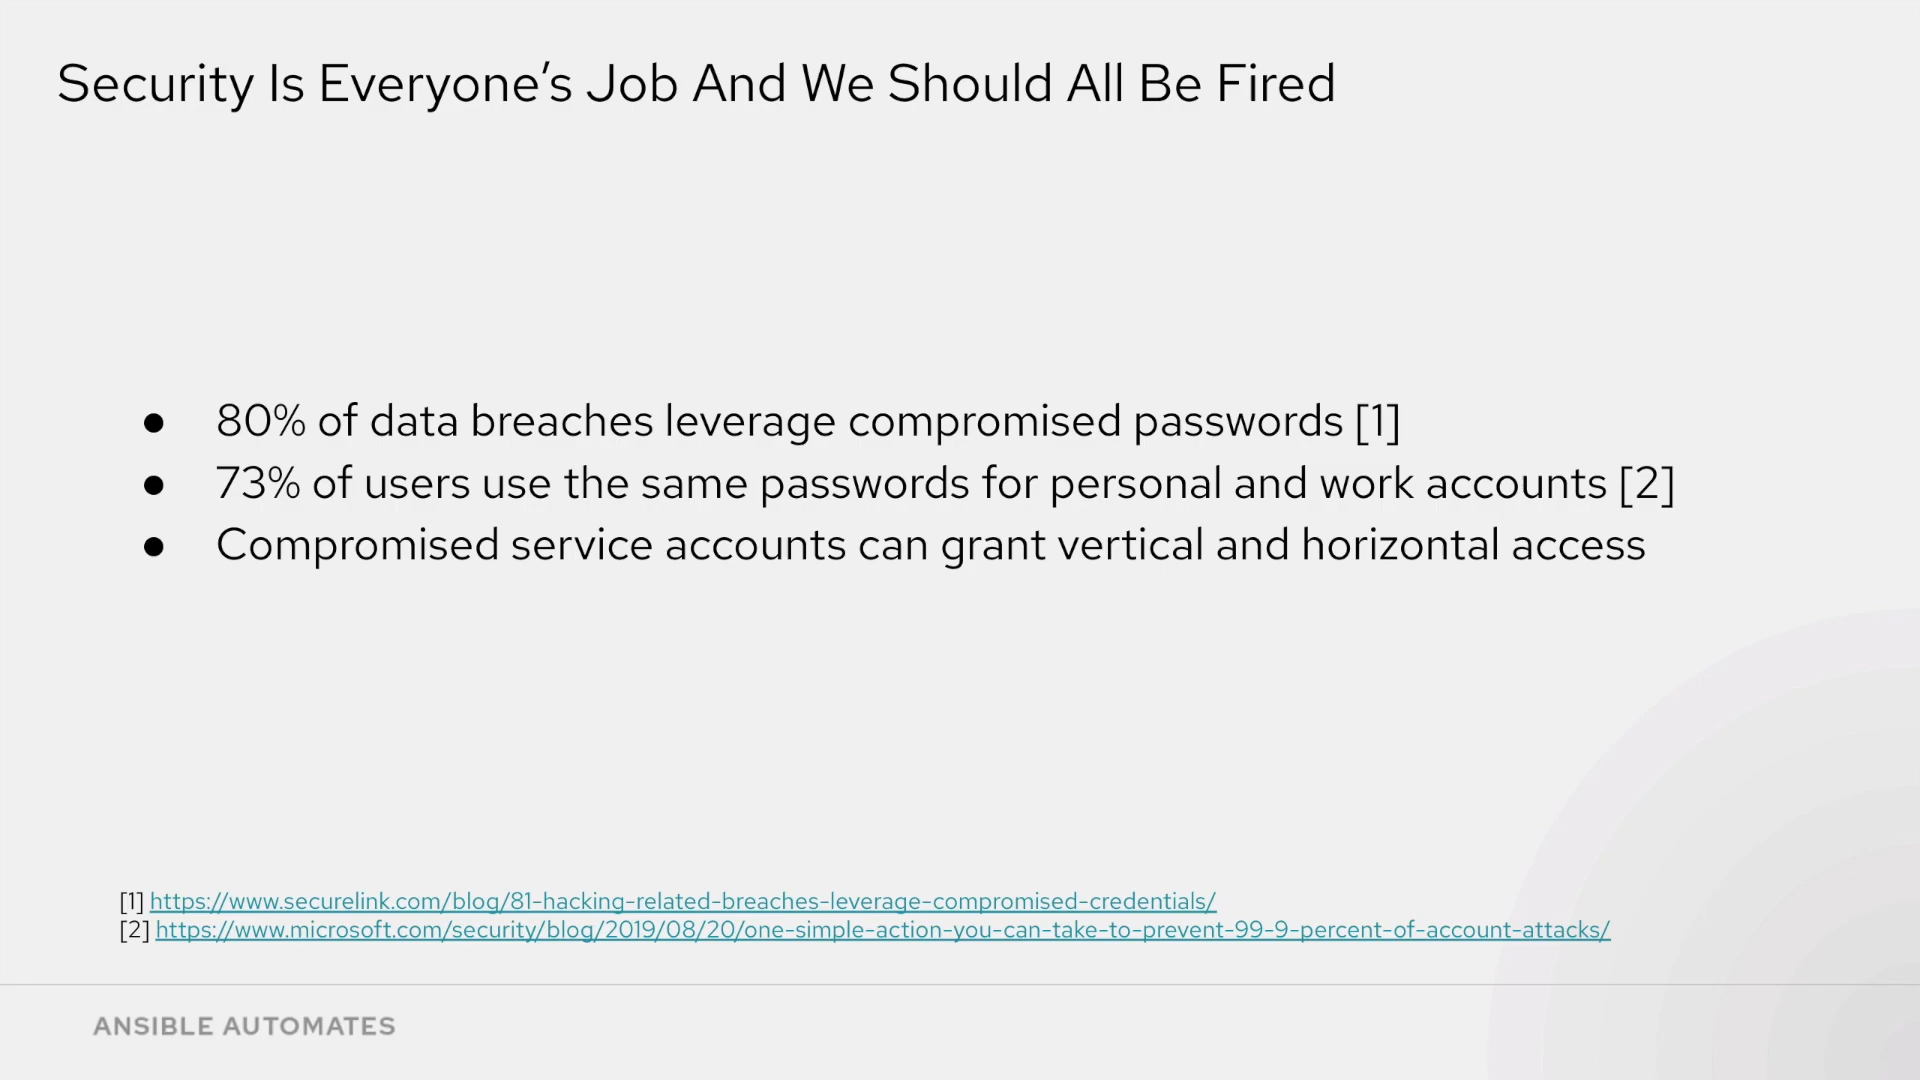 Security Is Everyone’s Job And We Should All Be Fired
● 80% of data breaches leverage compromised passwords [1]
● 73% of users use the same passwords for personal and work accounts [2]
● Compromised service accounts can grant vertical and horizontal access
[1] https://www.securelink.com/blog/81-hacking-related-breaches-leverage-compromised-credentials/
[2] https://www.microsoft.com/security/blog/2019/08/20/one-simple-action-you-can-take-to-prevent-99-9-percent-of-account-attacks/
ANSIBLE AUTOMATES